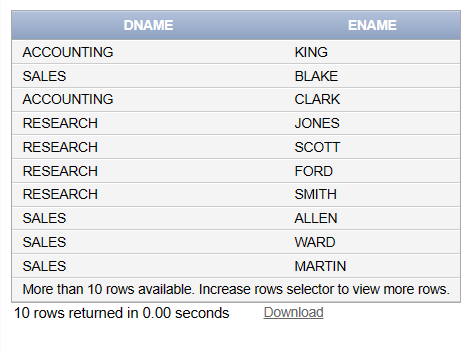 DNAME ENAME
ACCOUNTING KING
SALES BLAKE
ACCOUNTING CLARK
RESEARCH JONES
RESEARCH SCOTT
RESEARCH FORD
RESEARCH SMITH
SALES ALLEN
SALES WARD
SALES MARTIN
More than 10 rows available. Increase rows selector to view more rows.
10 rows returned in 0.00 seconds Download